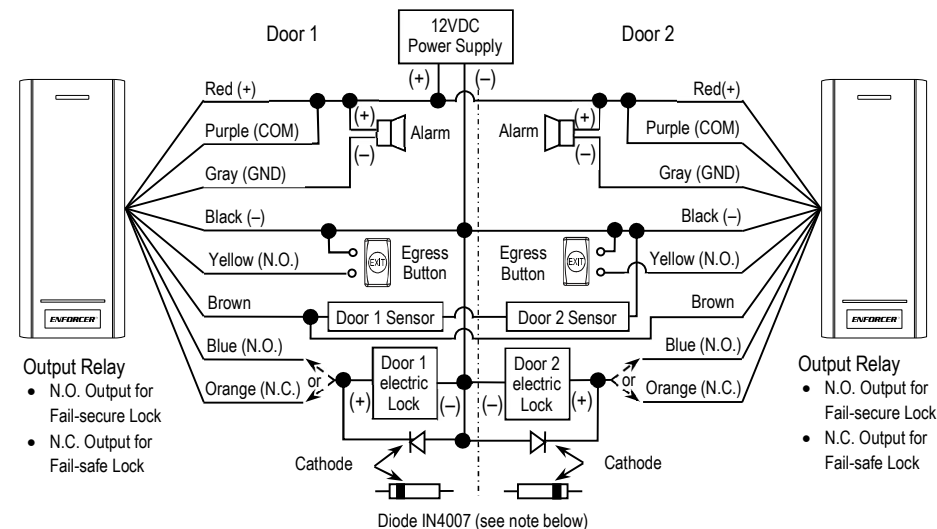 Door 1
12VDC
Power Supply
Door 2
(+)
(–)
Red (+)
Purple (COM)
Gray (GND)
Black (–)
Yellow (N.O.)
Brown
Blue (N.O.)
Orange (N.C.)
or
(+)
Alarm
(–)
EXIT
Egress
Button
Door 1 Sensor
Door 1
electric
Lock
(+)
(–)
Cathode
Red(+)
Purple (COM)
Gray (GND)
Black (–)
Yellow (N.O.)
Brown
Blue (N.O.)
Orange (N.C.)
or
Alarm
(+)
(–)
Egress
Button
EXIT
Door 2 Sensor
Door 2
electric
Lock
(–)
(+)
Cathode
ENFORCER
Output Relay
• N.O. Output for
Fail-secure Lock
• N.C. Output for
Fail-safe Lock
ENFORCER
Output Relay
• N.O. Output for
Fail-secure Lock
• N.C. Output for
Fail-safe Lock
Diode IN4007 (see note below)